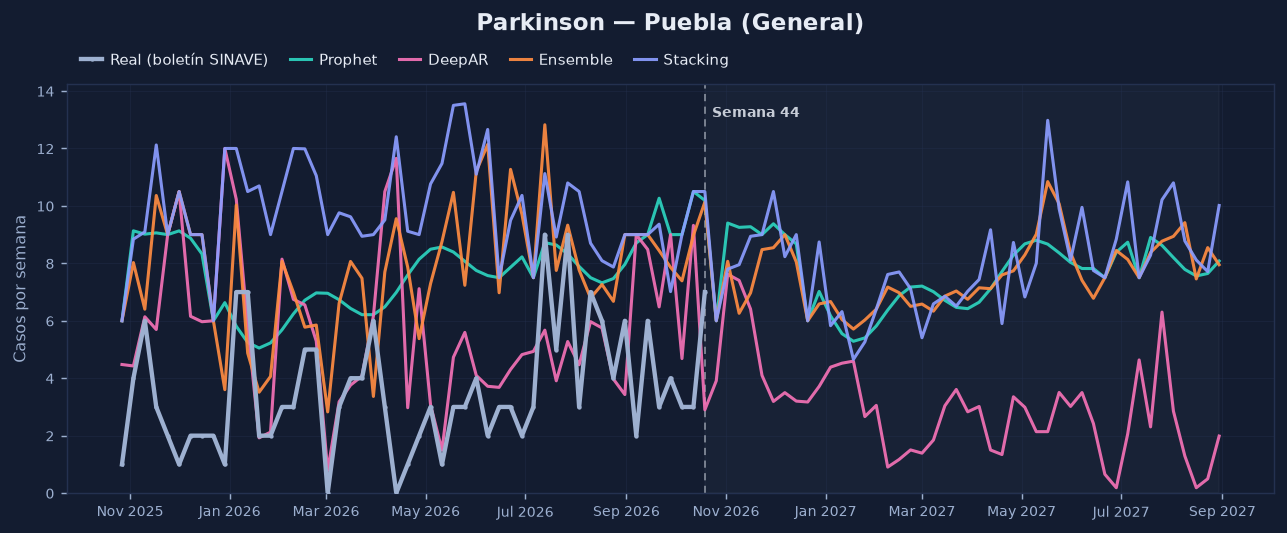 Parkinson — Puebla (General)
Real (boletín SINAVE) Prophet DeepAR Ensemble Stacking
Semana 44
Casos por semana
14
12
10
8
6
4
2
0
Nov 2025 Jan 2026 Mar 2026 May 2026 Jul 2026 Sep 2026 Nov 2026 Jan 2027 Mar 2027 May 2027 Jul 2027 Sep 2027